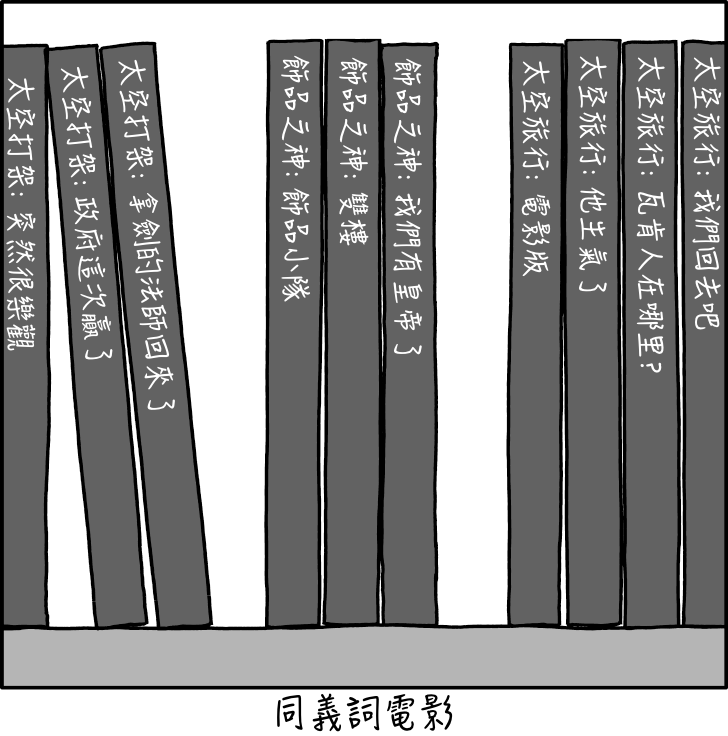 太空打架: 突然很樂觀
太空打架: 政府這次贏了
太空打架: 拿劍的法師回來了
飾品之神: 飾品小隊
飾品之神: 雙樓
飾品之神: 我們有皇帝了
太空旅行: 電影版
太空旅行: 他生氣了
太空旅行: 瓦肯人在哪里?
太空旅行: 我們回去吧
同義詞電影